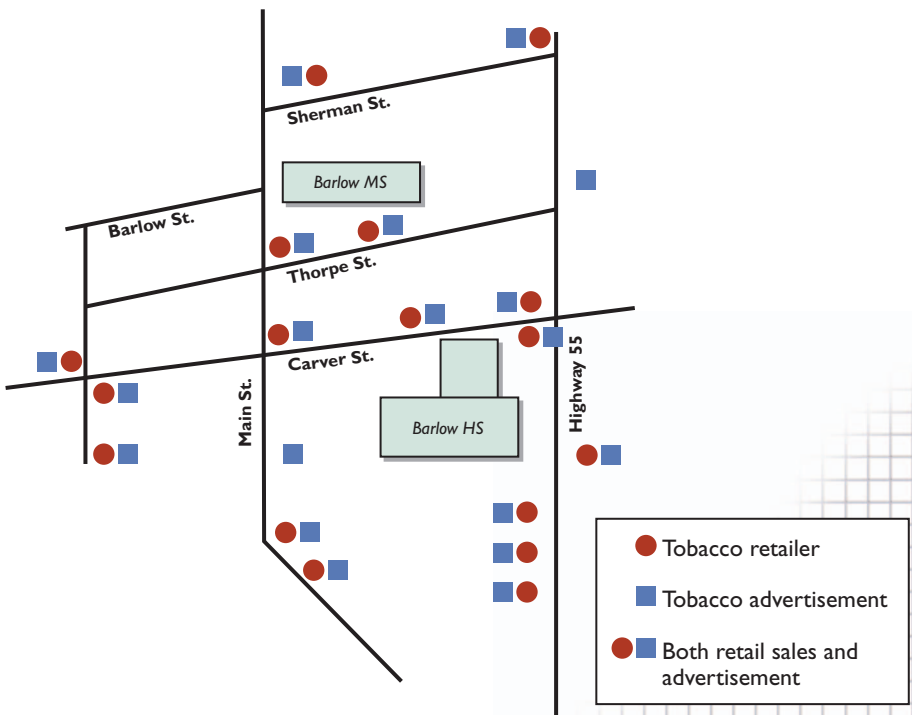 Sherman St.
Barlow MS
Barlow St.
Thorpe St.
Carver St.
Main St.
Highway 55
Barlow HS
Tobacco retailer
Tobacco advertisement
Both retail sales and
advertisement